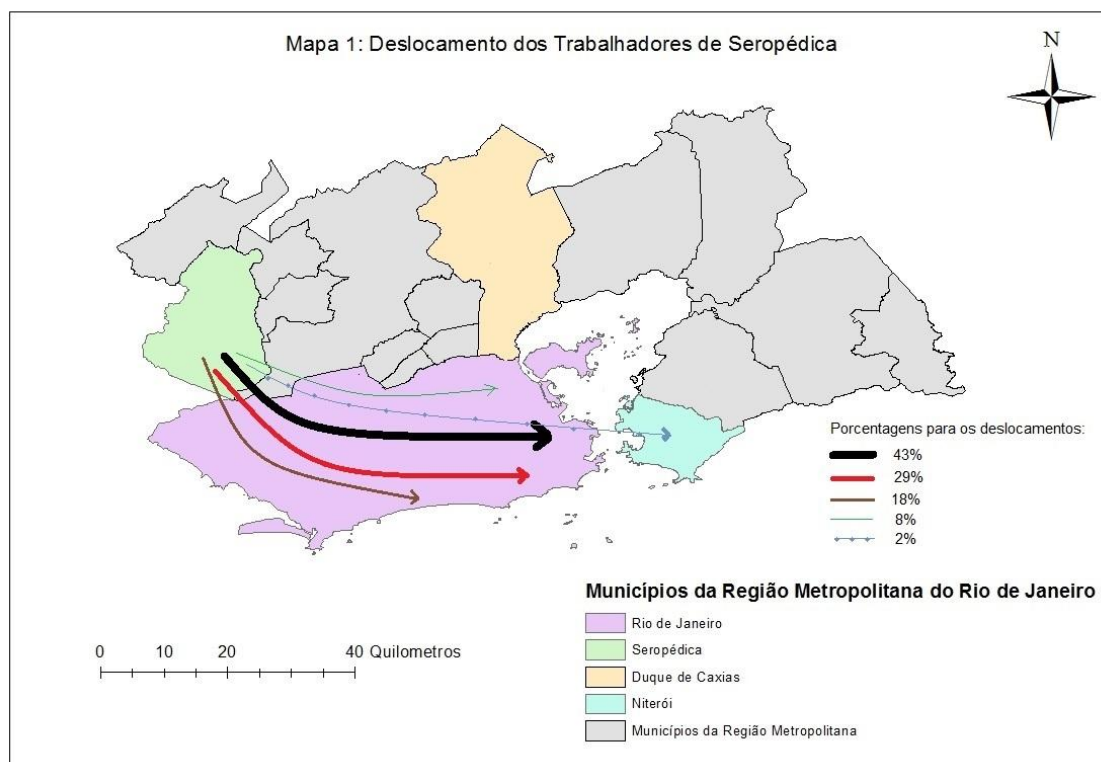 Mapa 1: Deslocamento dos Trabalhadores de Seropédica
N
Porcentagens para os deslocamentos:
43%
29%
18%
8%
2%
Municípios da Região Metropolitana do Rio de Janeiro
Rio de Janeiro
Seropédica
Duque de Caxias
Niterói
Municípios da Região Metropolitana
0 10 20 40 Quilometros